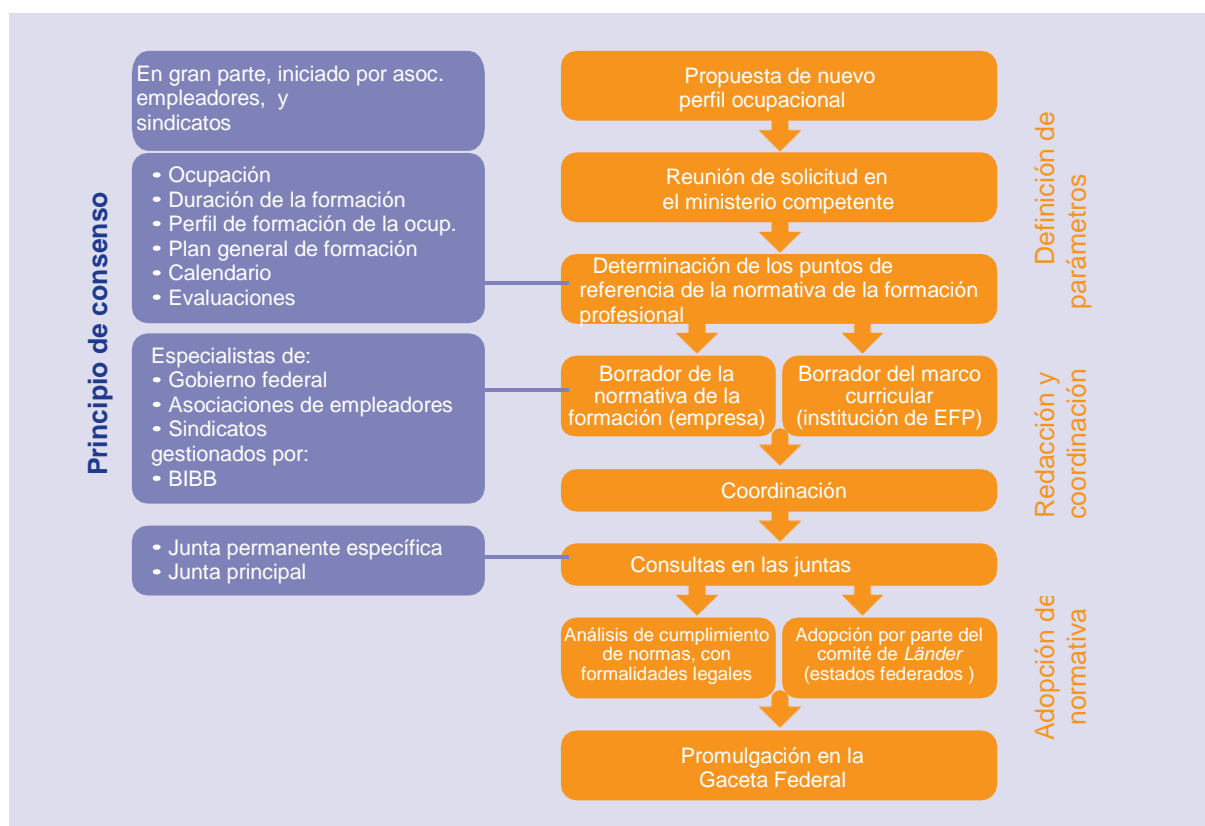 Principio de consenso
En gran parte, iniciado por asoc.
empleadores, y
sindicatos
• Ocupación
• Duración de la formación
• Perfil de formación de la ocup.
• Plan general de formación
• Calendario
• Evaluaciones
Especialistas de:
• Gobierno federal
• Asociaciones de empleadores
• Sindicatos
gestionados por:
• BIBB
• Junta permanente específica
• Junta principal
Propuesta de nuevo
perfil ocupacional
Reunión de solicitud en
el ministerio competente
Determinación de los puntos de
referencia de la normativa de la formación
profesional
Borrador de la
normativa de la
formación (empresa)
Borrador del marco
curricular
(institución de EFP)
Coordinación
Consultas en las juntas
Análisis de cumplimiento
de normas, con
formalidades legales
Adopción por parte del
comité de Länder
(estados federados )
Promulgación en la
Gaceta Federal
Definición de
parámetros
Redacción y
coordinación
Adopción de
normativa